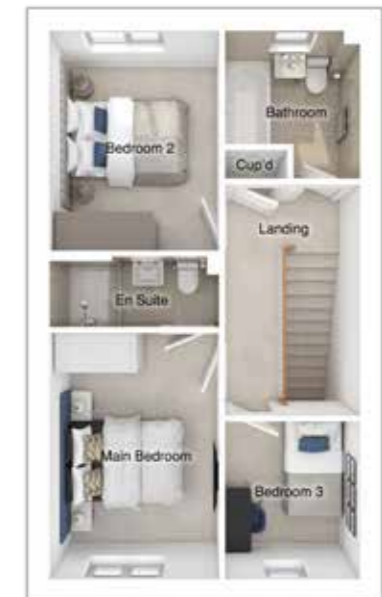 Bathroom
Bedroom 2
Cup'd
Landing
En Suite
Main Bedroom
Bedroom 3